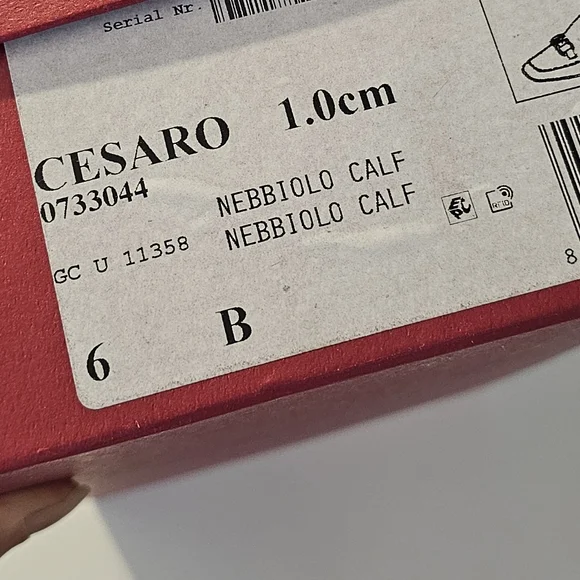 Serial Nr.
CESARO 1.0cm
0733044 NEBBIOLO CALF
GC U 11358 NEBBIOLO CALF
RFID
6 B
8